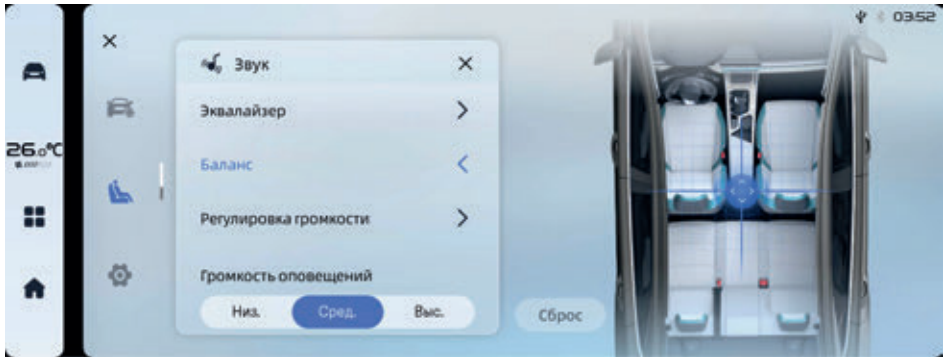 03:52
Звук
Эквалайзер
26.0°C
Баланс
Регулировка громкости
Громкость оповещений
Низ. Сред. Выс.
Сброс